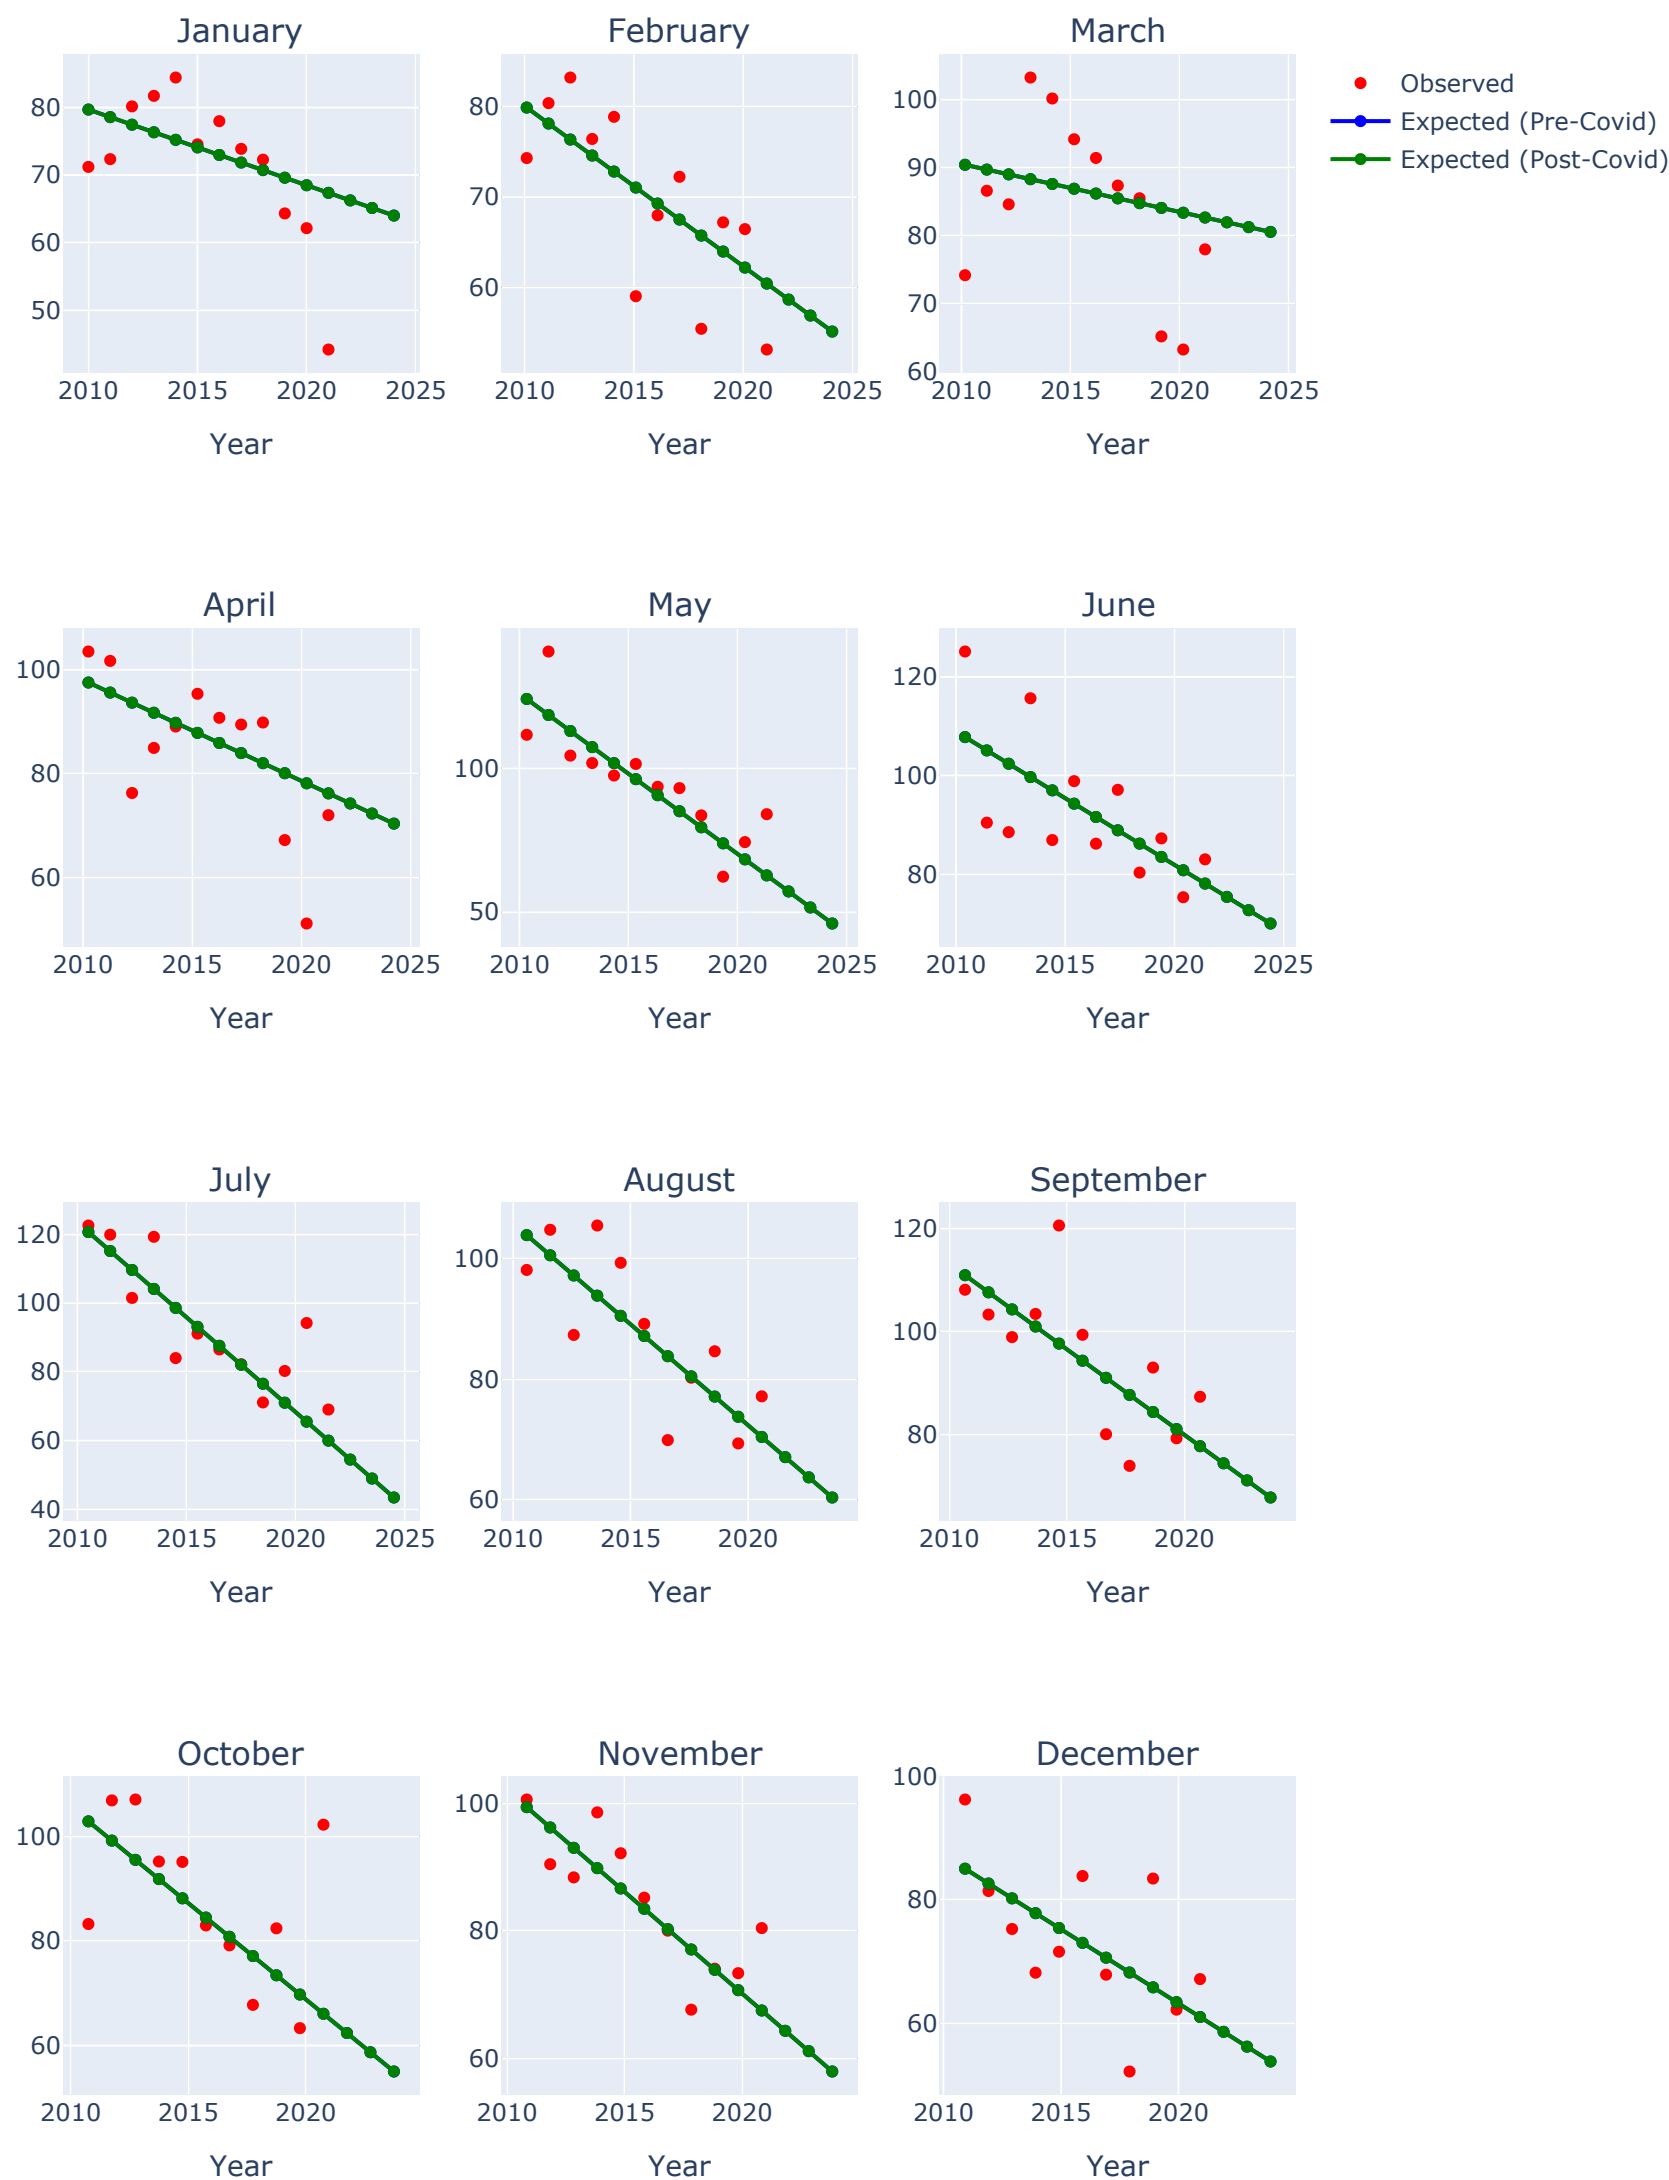 January February March
80
70
60
50
2010 2015 2020 2025
Year
80
70
60
2010 2015 2020 2025
Year
100
90
80
70
60
2010 2015 2020 2025
Year
Observed
Expected (Pre-Covid)
Expected (Post-Covid)
April May June
100
80
60
2010 2015 2020 2025
Year
100
50
2010 2015 2020 2025
Year
120
100
80
2010 2015 2020 2025
Year
July August September
120
100
80
60
40
2010 2015 2020 2025
Year
100
80
60
2010 2015 2020
Year
120
100
80
2010 2015 2020
Year
October November December
100
80
60
2010 2015 2020
Year
100
80
60
2010 2015 2020
Year
100
80
60
2010 2015 2020
Year